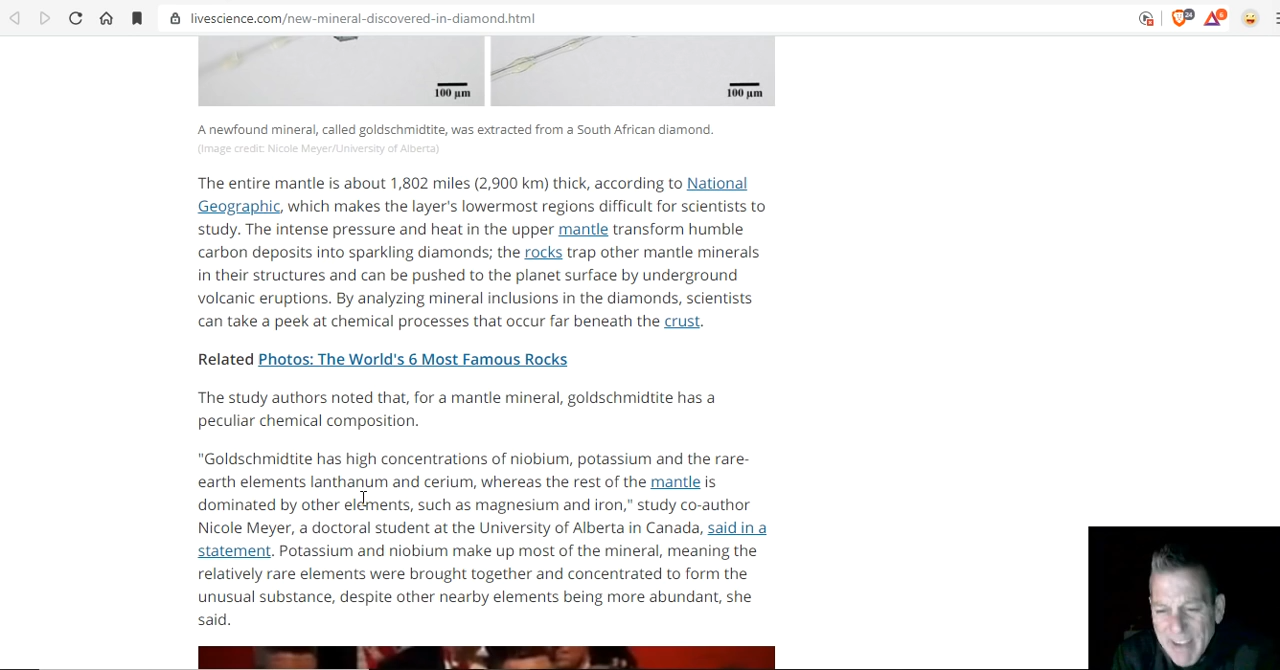 livescience.com/new-mineral-discovered-in-diamond.html
24
6
100 μm
100 μm
A newfound mineral, called goldschmidtite, was extracted from a South African diamond.
(Image credit: Nicole Meyer/University of Alberta)
The entire mantle is about 1,802 miles (2,900 km) thick, according to National
Geographic, which makes the layer's lowermost regions difficult for scientists to
study. The intense pressure and heat in the upper mantle transform humble
carbon deposits into sparkling diamonds; the rocks trap other mantle minerals
in their structures and can be pushed to the planet surface by underground
volcanic eruptions. By analyzing mineral inclusions in the diamonds, scientists
can take a peek at chemical processes that occur far beneath the crust.
Related Photos: The World's 6 Most Famous Rocks
The study authors noted that, for a mantle mineral, goldschmidtite has a
peculiar chemical composition.
"Goldschmidtite has high concentrations of niobium, potassium and the rare-
earth elements lanthanum and cerium, whereas the rest of the mantle is
dominated by other elements, such as magnesium and iron," study co-author
Nicole Meyer, a doctoral student at the University of Alberta in Canada, said in a
statement. Potassium and niobium make up most of the mineral, meaning the
relatively rare elements were brought together and concentrated to form the
unusual substance, despite other nearby elements being more abundant, she
said.